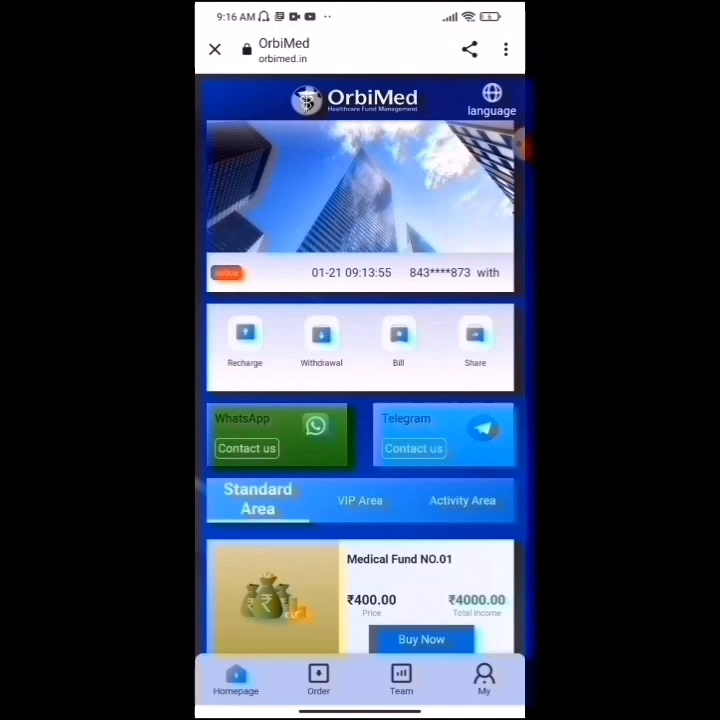 9:16 AM
OrbiMed
orbimed.in
OrbiMed
Healthcare Fund Management
language
notice 01-21 09:13:55 843****873 with
Recharge Withdrawal Bill Share
WhatsApp Telegram
Contact us Contact us
Standard Area VIP Area Activity Area
Medical Fund NO.01
₹400.00 ₹4000.00
Price Total income
Buy Now
Homepage Order Team My